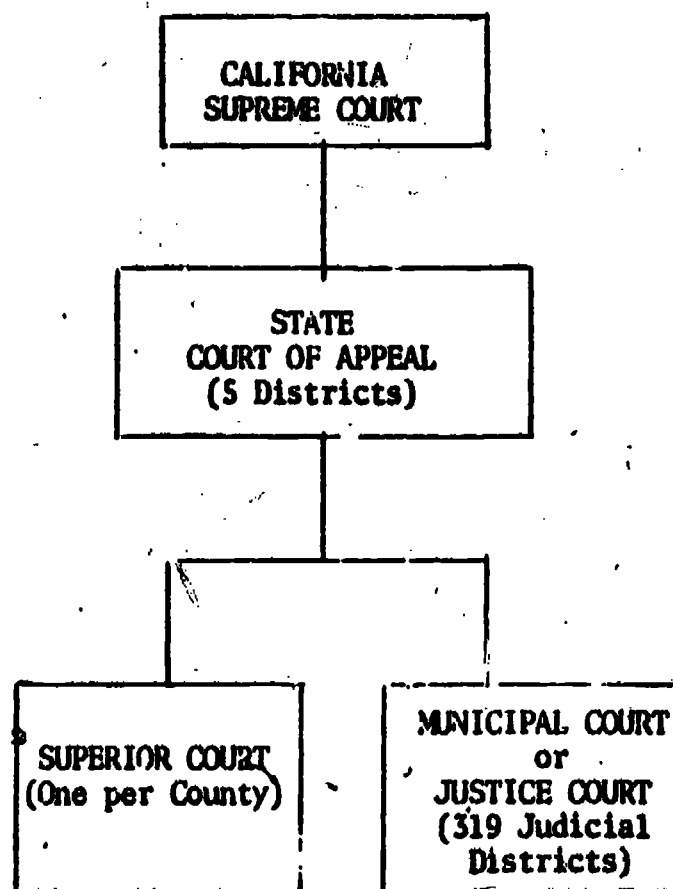 CALIFORNIA
SUPREME COURT
STATE
COURT OF APPEAL
(5 Districts)
SUPERIOR COURT
(One per County)
MUNICIPAL COURT
or
JUSTICE COURT
(319 Judicial
Districts)